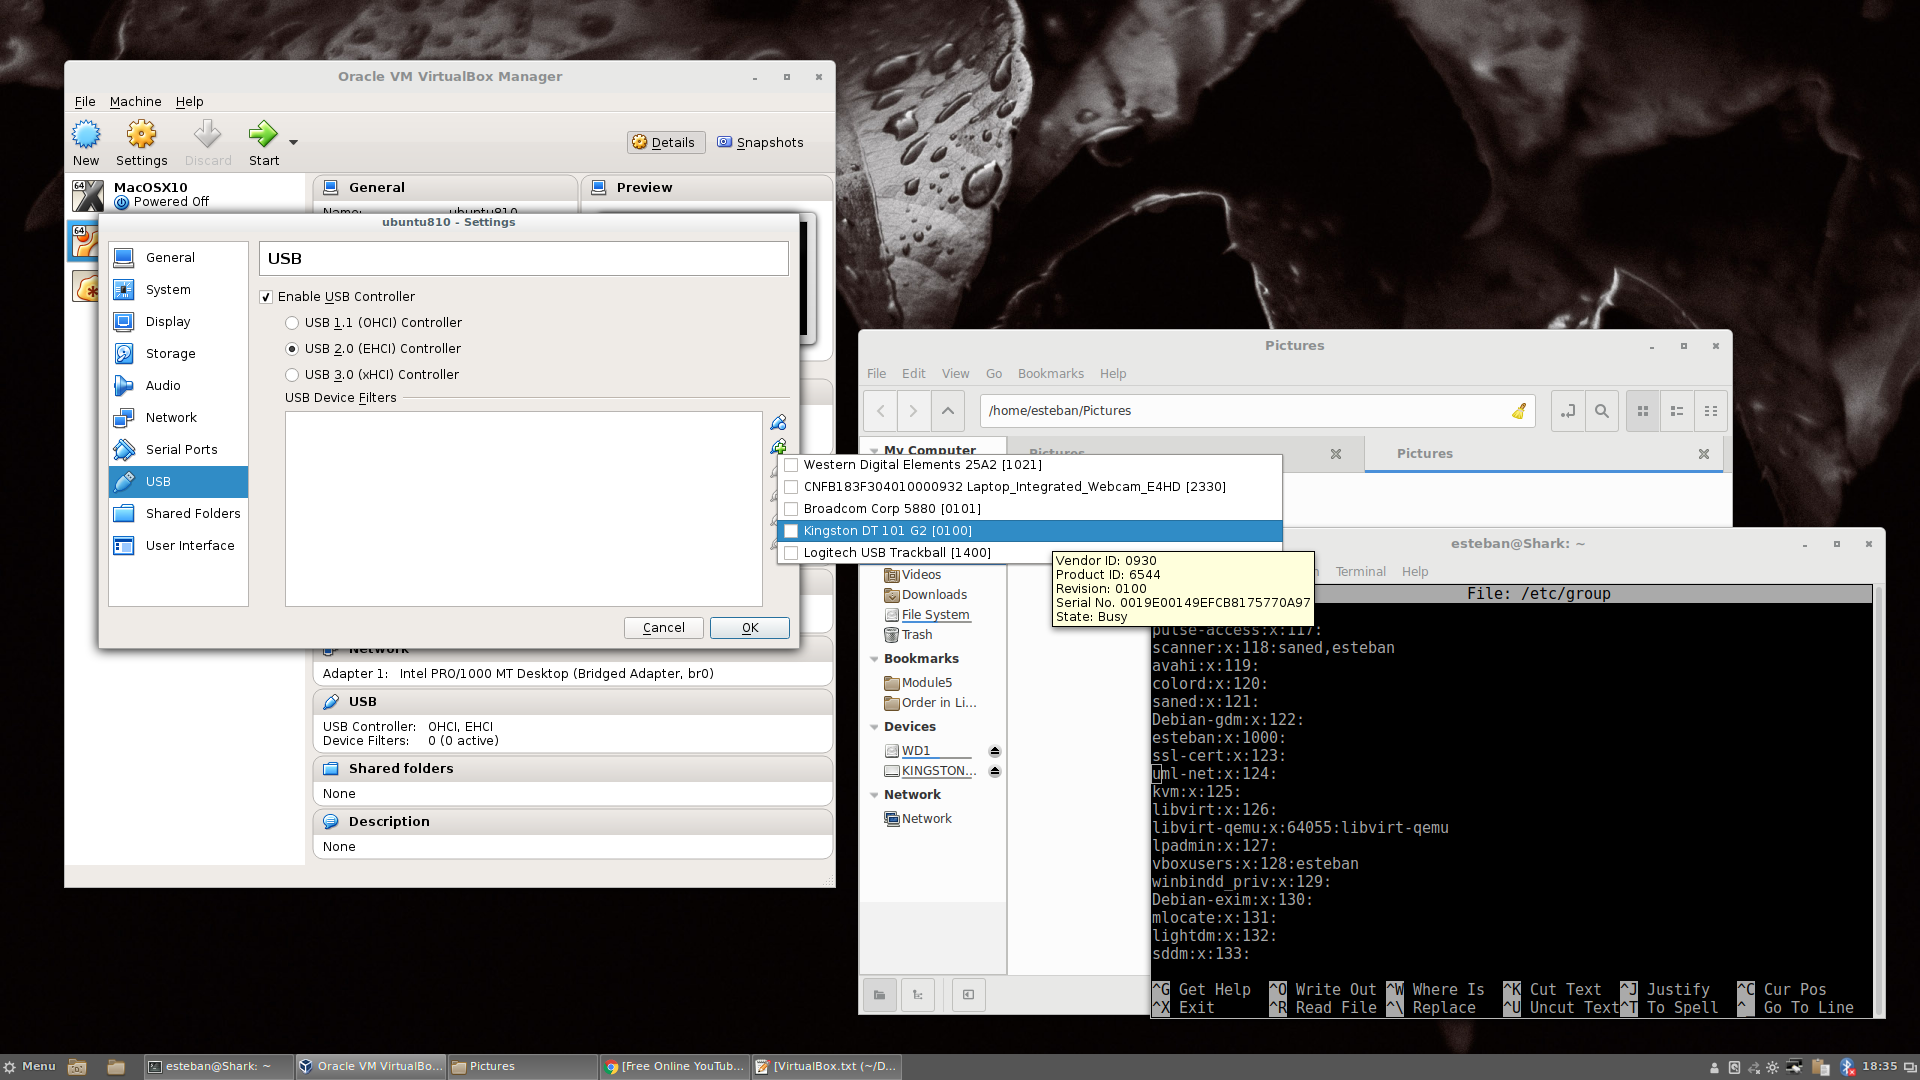 Oracle VM VirtualBox Manager
File Machine Help
New Settings Discard Start
Details Snapshots
64
MacOSX10
Powered Off
64
General
Preview
ubuntu810 - Settings
General
System
Display
Storage
Audio
Network
Serial Ports
USB
Shared Folders
User Interface
USB
Enable USB Controller
USB 1.1 (OHCI) Controller
USB 2.0 (EHCI) Controller
USB 3.0 (xHCI) Controller
USB Device Filters
Cancel OK
Western Digital Elements 25A2 [1021]
CNFB183F304010000932 Laptop_Integrated_Webcam_E4HD [2330]
Broadcom Corp 5880 [0101]
Kingston DT 101 G2 [0100]
Logitech USB Trackball [1400]
Vendor ID: 0930
Product ID: 6544
Revision: 0100
Serial No. 0019E00149EFCB8175770A97
State: Busy
Network
Adapter 1: Intel PRO/1000 MT Desktop (Bridged Adapter, br0)
USB
USB Controller: OHCI, EHCI
Device Filters: 0 (0 active)
Shared folders
None
Description
None
Pictures
File Edit View Go Bookmarks Help
/home/esteban/Pictures
My Computer
Pictures
Pictures
Videos
Downloads
File System
Trash
Bookmarks
Module5
Order in Li...
Devices
WD1
KINGSTON...
Network
Network
esteban@Shark: ~
Terminal Help
File: /etc/group
pulse-access:x:117:
scanner:x:118:saned,esteban
avahi:x:119:
colord:x:120:
saned:x:121:
Debian-gdm:x:122:
esteban:x:1000:
ssl-cert:x:123:
uml-net:x:124:
kvm:x:125:
libvirt:x:126:
libvirt-qemu:x:64055:libvirt-qemu
lpadmin:x:127:
vboxusers:x:128:esteban
winbindd_priv:x:129:
Debian-exim:x:130:
mlocate:x:131:
lightdm:x:132:
sddm:x:133:
^G Get Help ^O Write Out ^W Where Is ^K Cut Text ^J Justify ^C Cur Pos
^X Exit ^R Read File ^\ Replace ^U Uncut Text ^T To Spell ^_ Go To Line
Menu
esteban@Shark: ~
Oracle VM VirtualBo...
Pictures
[Free Online YouTub...
[VirtualBox.txt (~/D...
18:35